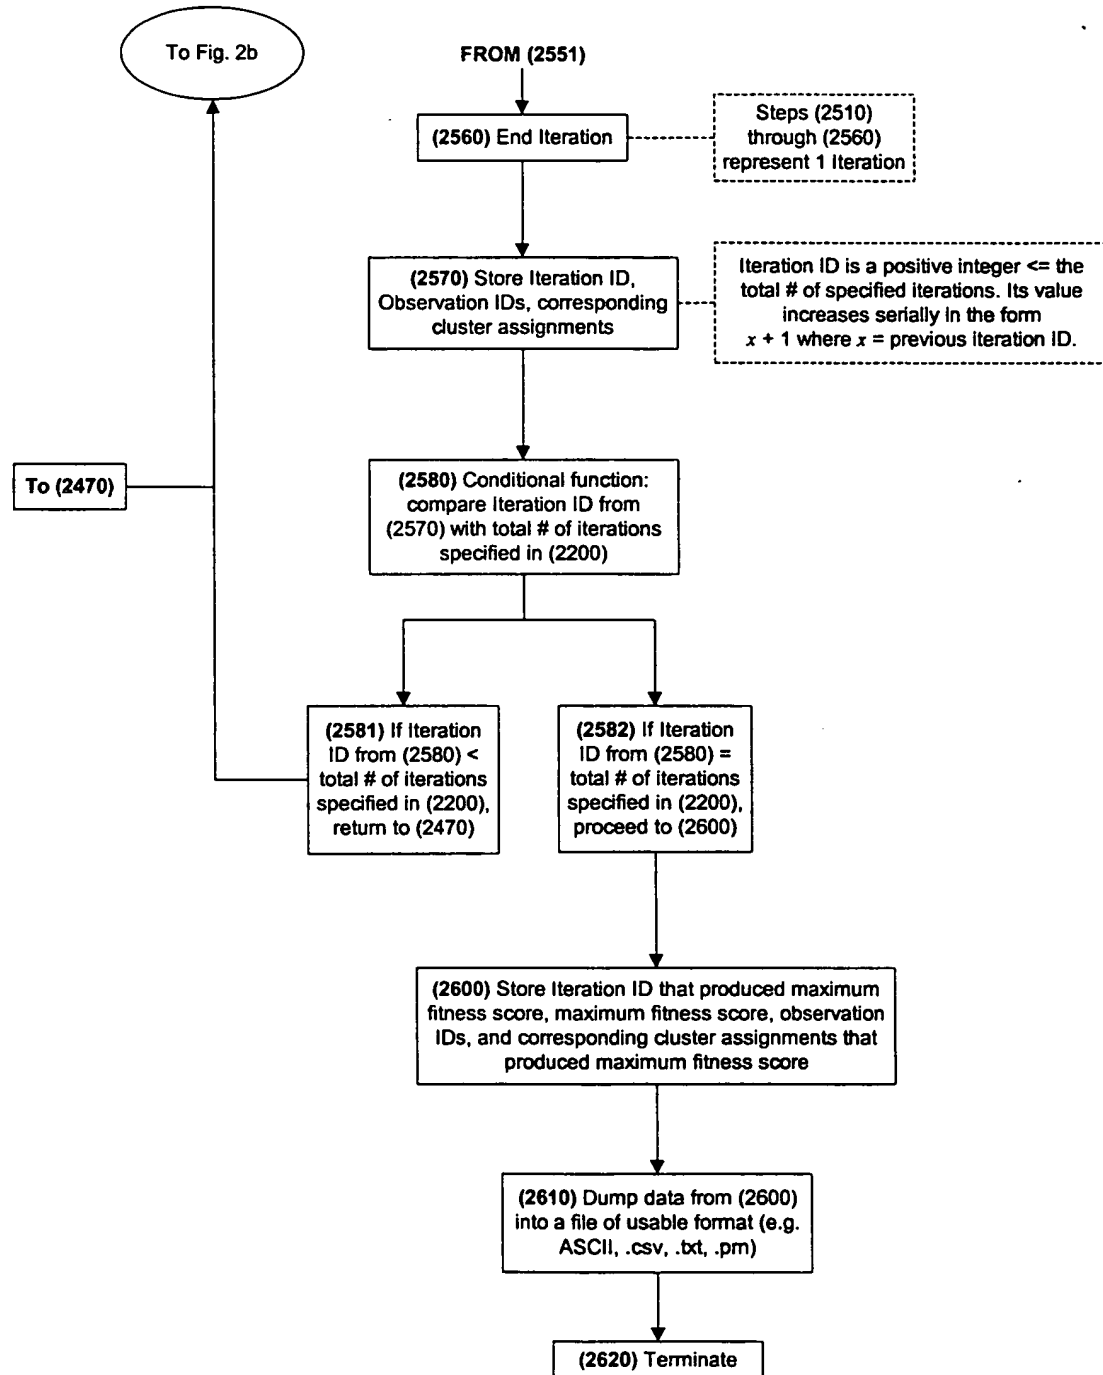 To Fig. 2b
FROM (2551)
(2560) End Iteration
Steps (2510)
through (2560)
represent 1 Iteration
(2570) Store Iteration ID,
Observation IDs, corresponding
cluster assignments
Iteration ID is a positive integer <= the
total # of specified iterations. Its value
increases serially in the form
x + 1 where x = previous iteration ID.
To (2470)
(2580) Conditional function:
compare Iteration ID from
(2570) with total # of iterations
specified in (2200)
(2581) If Iteration
ID from (2580) <
total # of iterations
specified in (2200),
return to (2470)
(2582) If Iteration
ID from (2580) =
total # of iterations
specified in (2200),
proceed to (2600)
(2600) Store Iteration ID that produced maximum
fitness score, maximum fitness score, observation
IDs, and corresponding cluster assignments that
produced maximum fitness score
(2610) Dump data from (2600)
into a file of usable format (e.g.
ASCII, .csv, .txt, .prn)
(2620) Terminate